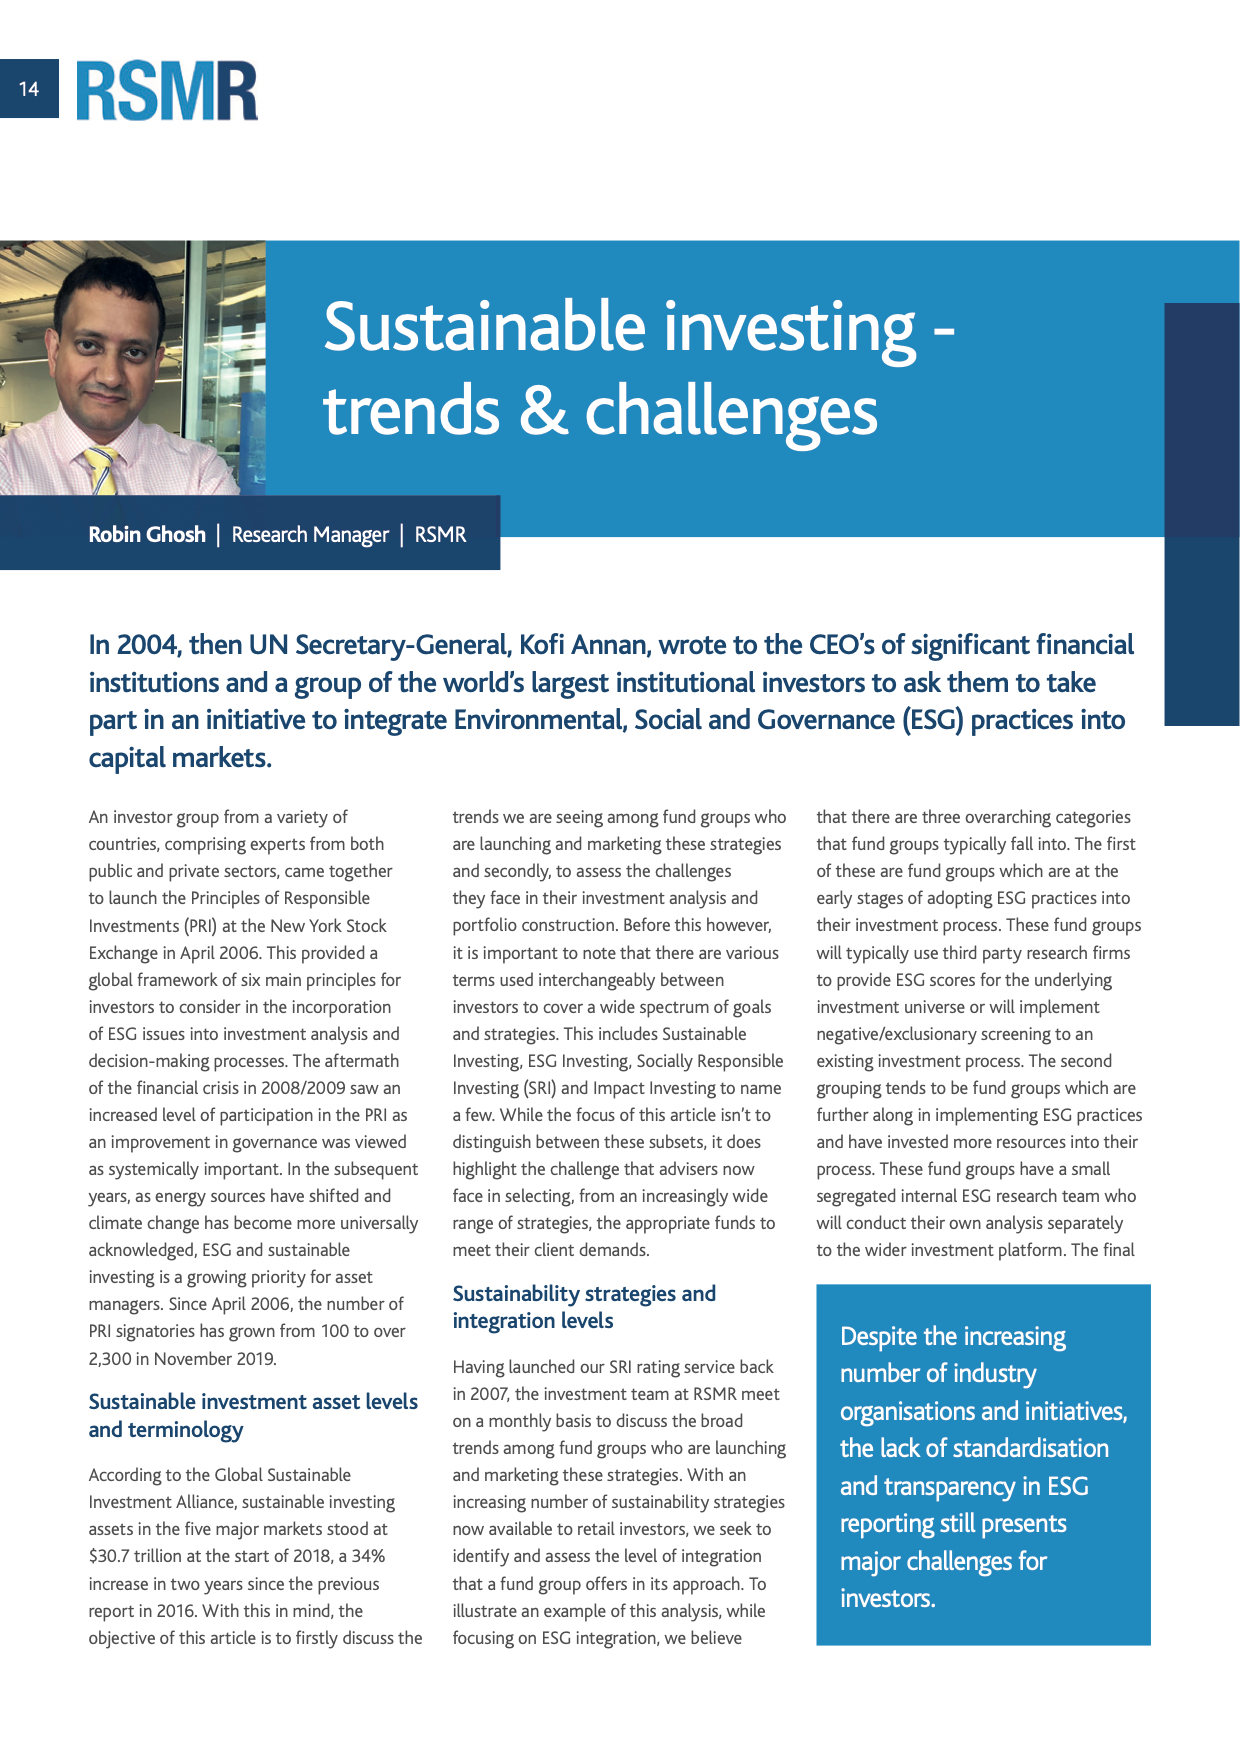 14
RSMR
Sustainable investing -
trends & challenges
Robin Ghosh | Research Manager | RSMR
In 2004, then UN Secretary-General, Kofi Annan, wrote to the CEO’s of significant financial
institutions and a group of the world’s largest institutional investors to ask them to take
part in an initiative to integrate Environmental, Social and Governance (ESG) practices into
capital markets.
An investor group from a variety of
countries, comprising experts from both
public and private sectors, came together
to launch the Principles of Responsible
Investments (PRI) at the New York Stock
Exchange in April 2006. This provided a
global framework of six main principles for
investors to consider in the incorporation
of ESG issues into investment analysis and
decision-making processes. The aftermath
of the financial crisis in 2008/2009 saw an
increased level of participation in the PRI as
an improvement in governance was viewed
as systemically important. In the subsequent
years, as energy sources have shifted and
climate change has become more universally
acknowledged, ESG and sustainable
investing is a growing priority for asset
managers. Since April 2006, the number of
PRI signatories has grown from 100 to over
2,300 in November 2019.
Sustainable investment asset levels
and terminology
According to the Global Sustainable
Investment Alliance, sustainable investing
assets in the five major markets stood at
$30.7 trillion at the start of 2018, a 34%
increase in two years since the previous
report in 2016. With this in mind, the
objective of this article is to firstly discuss the
trends we are seeing among fund groups who
are launching and marketing these strategies
and secondly, to assess the challenges
they face in their investment analysis and
portfolio construction. Before this however,
it is important to note that there are various
terms used interchangeably between
investors to cover a wide spectrum of goals
and strategies. This includes Sustainable
Investing, ESG Investing, Socially Responsible
Investing (SRI) and Impact Investing to name
a few. While the focus of this article isn’t to
distinguish between these subsets, it does
highlight the challenge that advisers now
face in selecting, from an increasingly wide
range of strategies, the appropriate funds to
meet their client demands.
Sustainability strategies and
integration levels
Having launched our SRI rating service back
in 2007, the investment team at RSMR meet
on a monthly basis to discuss the broad
trends among fund groups who are launching
and marketing these strategies. With an
increasing number of sustainability strategies
now available to retail investors, we seek to
identify and assess the level of integration
that a fund group offers in its approach. To
illustrate an example of this analysis, while
focusing on ESG integration, we believe
that there are three overarching categories
that fund groups typically fall into. The first
of these are fund groups which are at the
early stages of adopting ESG practices into
their investment process. These fund groups
will typically use third party research firms
to provide ESG scores for the underlying
investment universe or will implement
negative/exclusionary screening to an
existing investment process. The second
grouping tends to be fund groups which are
further along in implementing ESG practices
and have invested more resources into their
process. These fund groups have a small
segregated internal ESG research team who
will conduct their own analysis separately
to the wider investment platform. The final
Despite the increasing
number of industry
organisations and initiatives,
the lack of standardisation
and transparency in ESG
reporting still presents
major challenges for
investors.